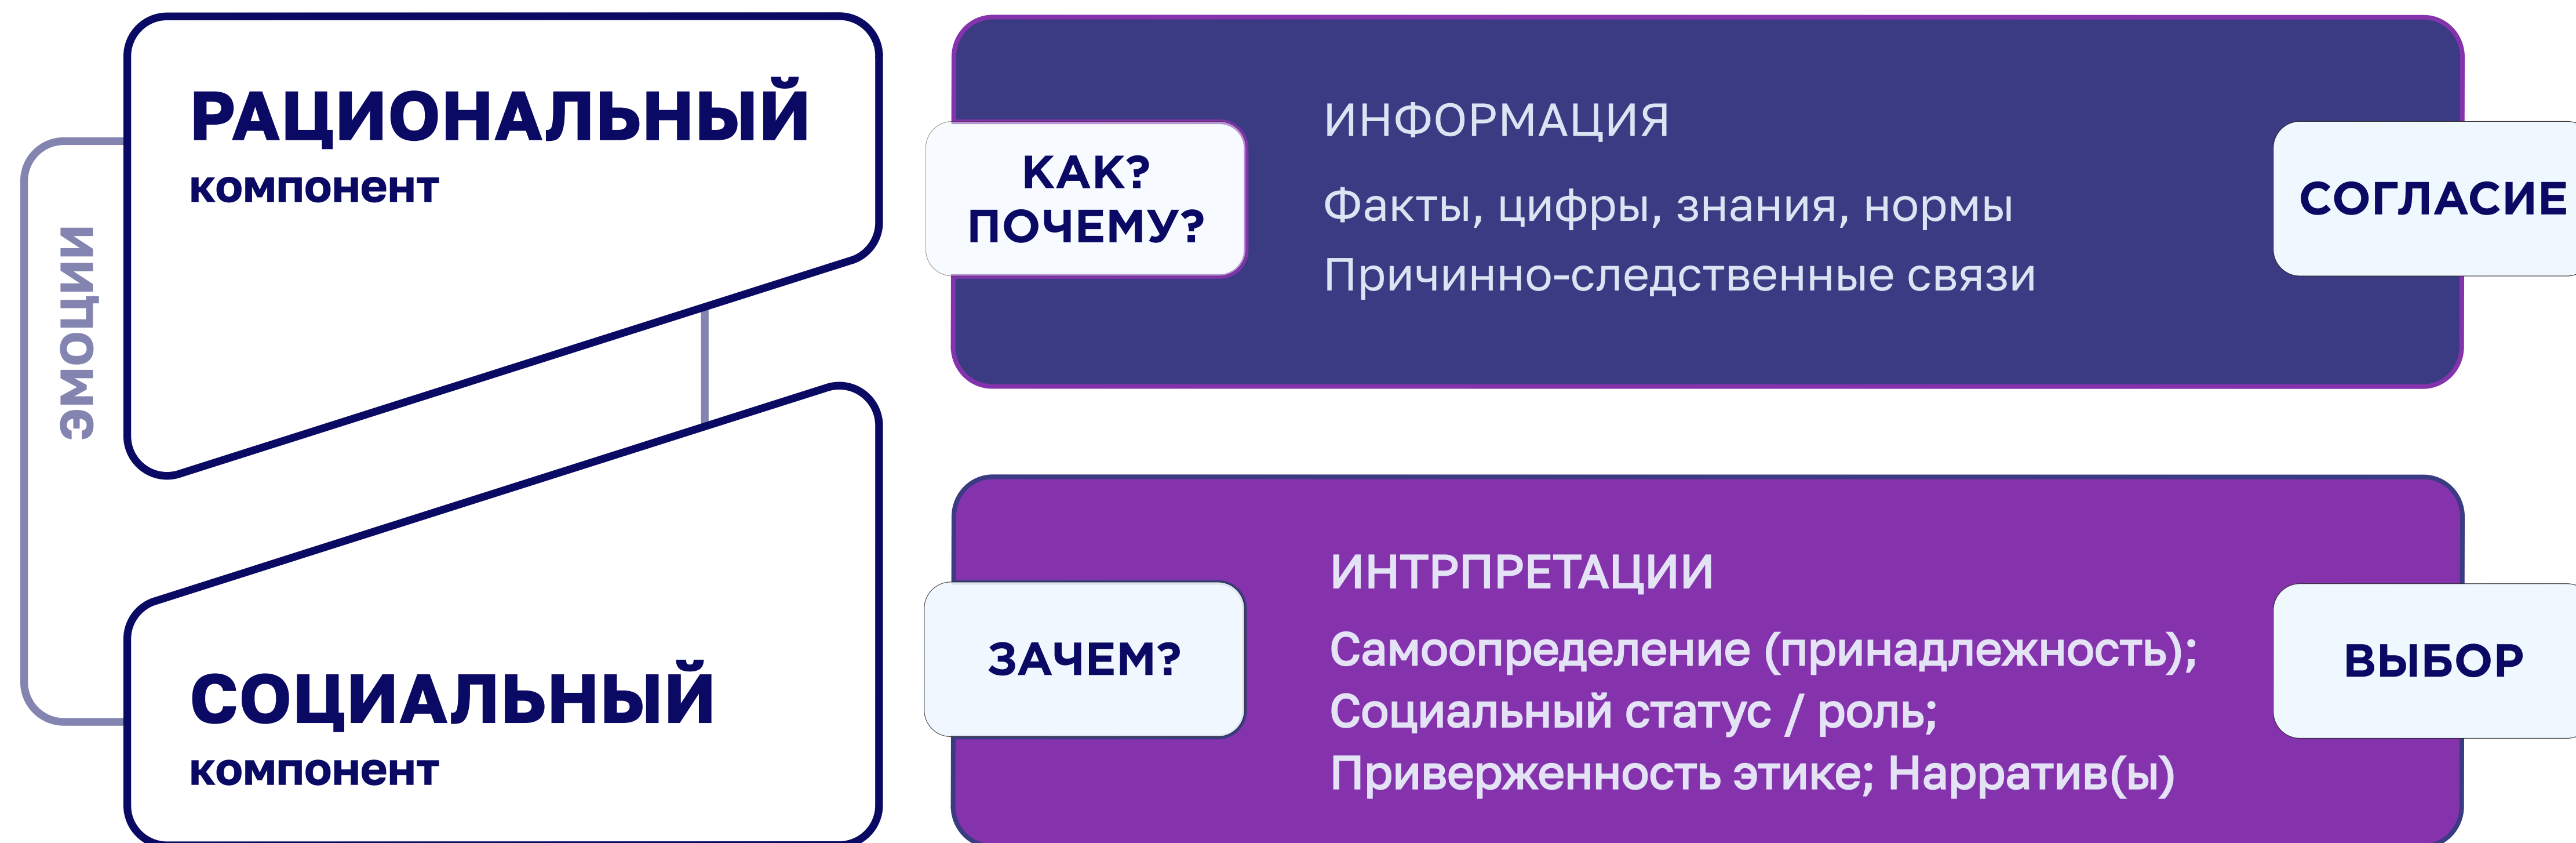 эмоции
РАЦИОНАЛЬНЫЙ
компонент
КАК?
ПОЧЕМУ?
ИНФОРМАЦИЯ
Факты, цифры, знания, нормы
Причинно-следственные связи
СОГЛАСИЕ
СОЦИАЛЬНЫЙ
компонент
ЗАЧЕМ?
ИНТРПРЕТАЦИИ
Самоопределение (принадлежность);
Социальный статус / роль;
Приверженность этике; Нарратив(ы)
ВЫБОР